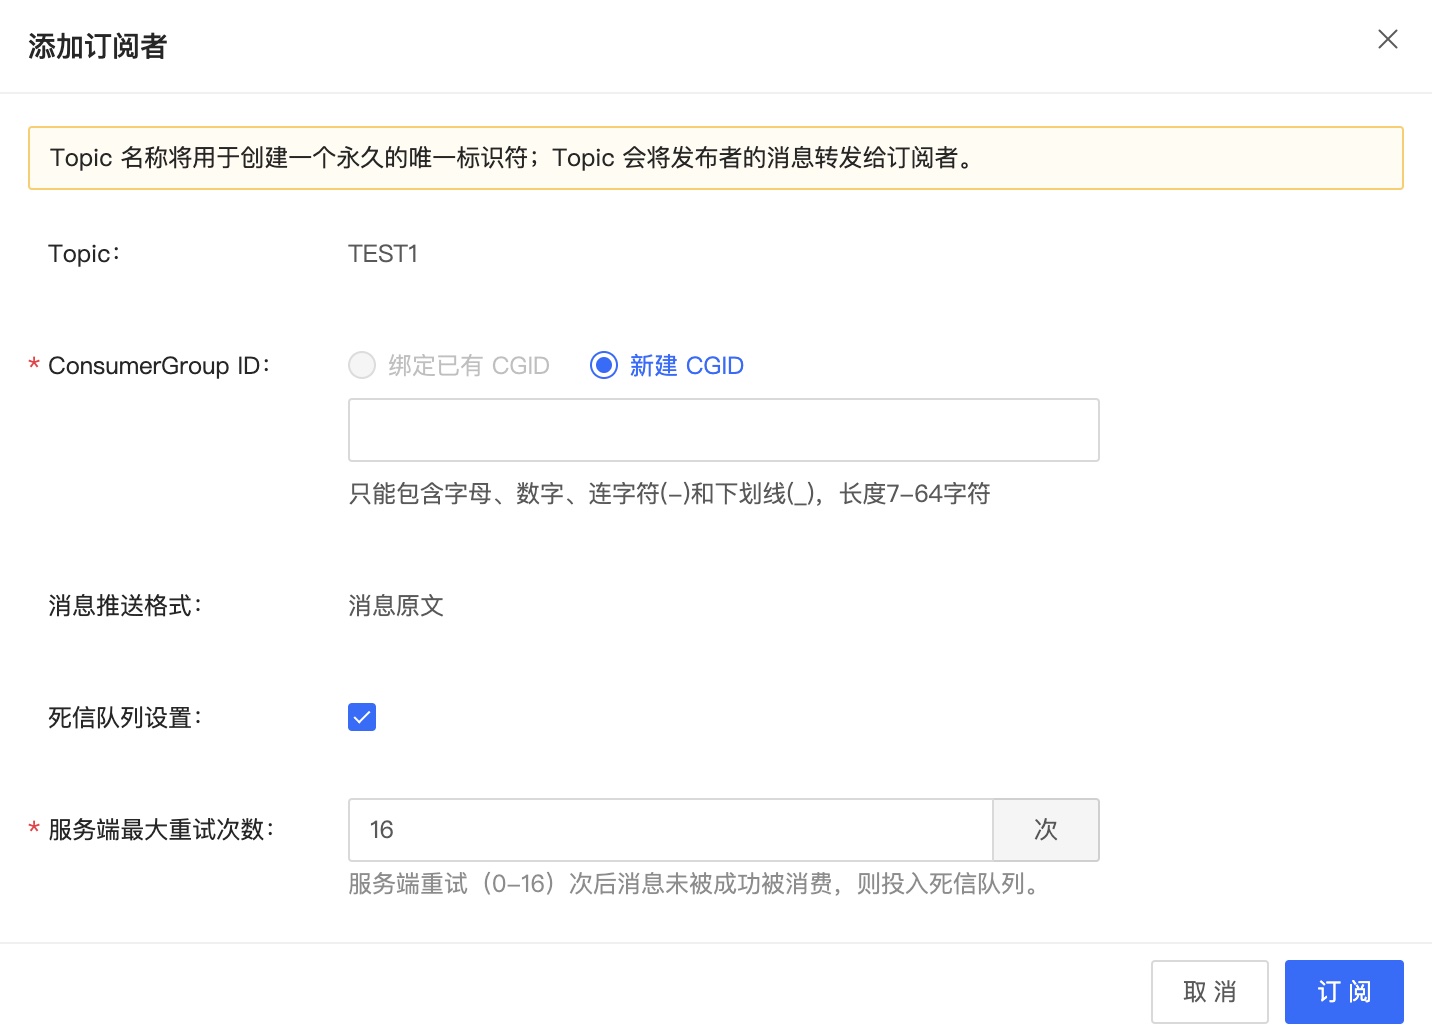 添加订阅者
Topic 名称将用于创建一个永久的唯一标识符；Topic 会将发布者的消息转发给订阅者。
Topic： TEST1
* ConsumerGroup ID： 绑定已有 CGID 新建 CGID
只能包含字母、数字、连字符(-)和下划线(_)，长度7-64字符
消息推送格式： 消息原文
死信队列设置：
* 服务端最大重试次数： 16 次
服务端重试（0-16）次后消息未被成功被消费，则投入死信队列。
取 消 订 阅